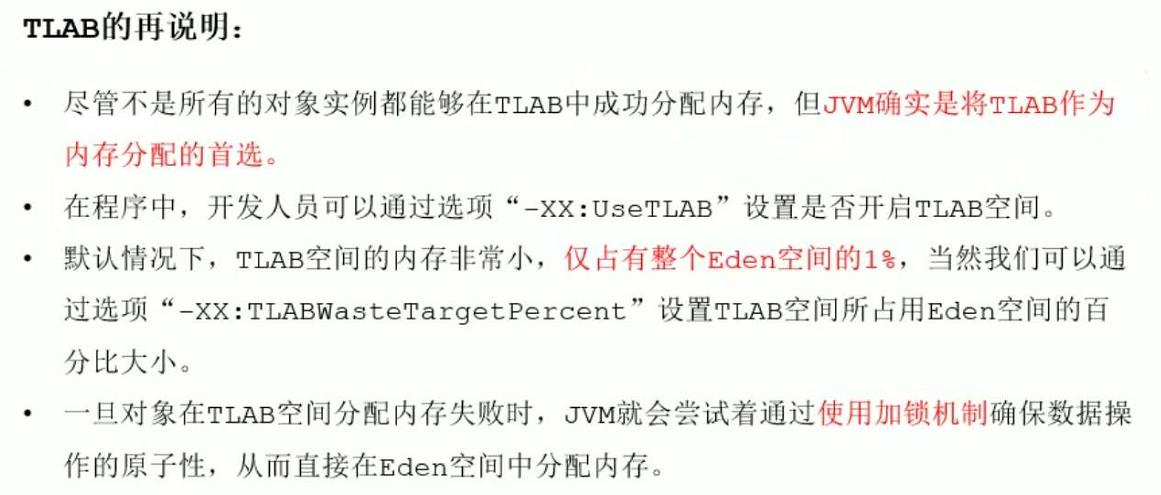 TLAB的再说明：
• 尽管不是所有的对象实例都能够在TLAB中成功分配内存，但JVM确实是将TLAB作为
内存分配的首选。
• 在程序中，开发人员可以通过选项“-XX:UseTLAB”设置是否开启TLAB空间。
• 默认情况下，TLAB空间的内存非常小，仅占有整个Eden空间的1%，当然我们可以通
过选项“-XX:TLABWasteTargetPercent”设置TLAB空间所占用Eden空间的百
分比大小。
• 一旦对象在TLAB空间分配内存失败时，JVM就会尝试着通过使用加锁机制确保数据操
作的原子性，从而直接在Eden空间中分配内存。